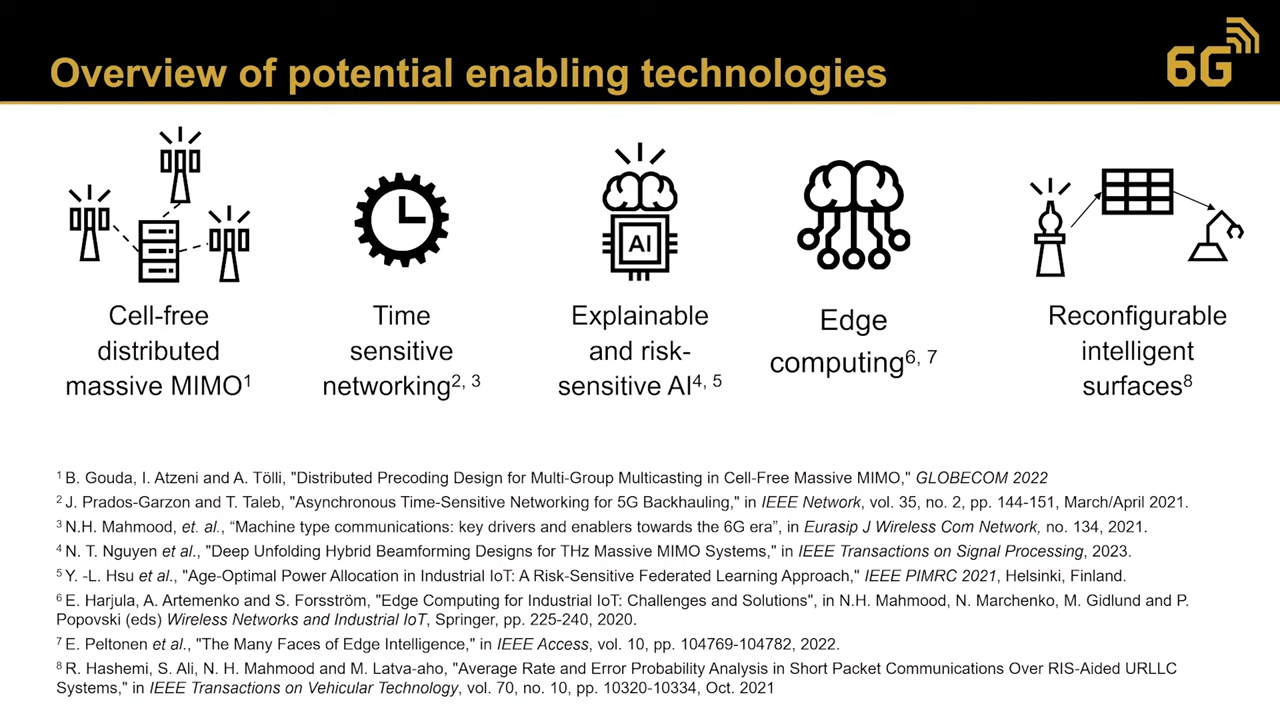 Overview of potential enabling technologies
6G
AI
Cell-free
distributed
massive MIMO1
Time
sensitive
networking2, 3
Explainable
and risk-
sensitive AI4, 5
Edge
computing6, 7
Reconfigurable
intelligent
surfaces8
1 B. Gouda, I. Atzeni and A. Tölli, "Distributed Precoding Design for Multi-Group Multicasting in Cell-Free Massive MIMO," GLOBECOM 2022
2 J. Prados-Garzon and T. Taleb, "Asynchronous Time-Sensitive Networking for 5G Backhauling," in IEEE Network, vol. 35, no. 2, pp. 144-151, March/April 2021.
3 N.H. Mahmood, et. al., “Machine type communications: key drivers and enablers towards the 6G era”, in Eurasip J Wireless Com Network, no. 134, 2021.
4 N. T. Nguyen et al., "Deep Unfolding Hybrid Beamforming Designs for THz Massive MIMO Systems," in IEEE Transactions on Signal Processing, 2023.
5 Y. -L. Hsu et al., "Age-Optimal Power Allocation in Industrial IoT: A Risk-Sensitive Federated Learning Approach," IEEE PIMRC 2021, Helsinki, Finland.
6 E. Harjula, A. Artemenko and S. Forsström, "Edge Computing for Industrial IoT: Challenges and Solutions", in N.H. Mahmood, N. Marchenko, M. Gidlund and P.
Popovski (eds) Wireless Networks and Industrial IoT, Springer, pp. 225-240, 2020.
7 E. Peltonen et al., "The Many Faces of Edge Intelligence," in IEEE Access, vol. 10, pp. 104769-104782, 2022.
8 R. Hashemi, S. Ali, N. H. Mahmood and M. Latva-aho, "Average Rate and Error Probability Analysis in Short Packet Communications Over RIS-Aided URLLC
Systems," in IEEE Transactions on Vehicular Technology, vol. 70, no. 10, pp. 10320-10334, Oct. 2021